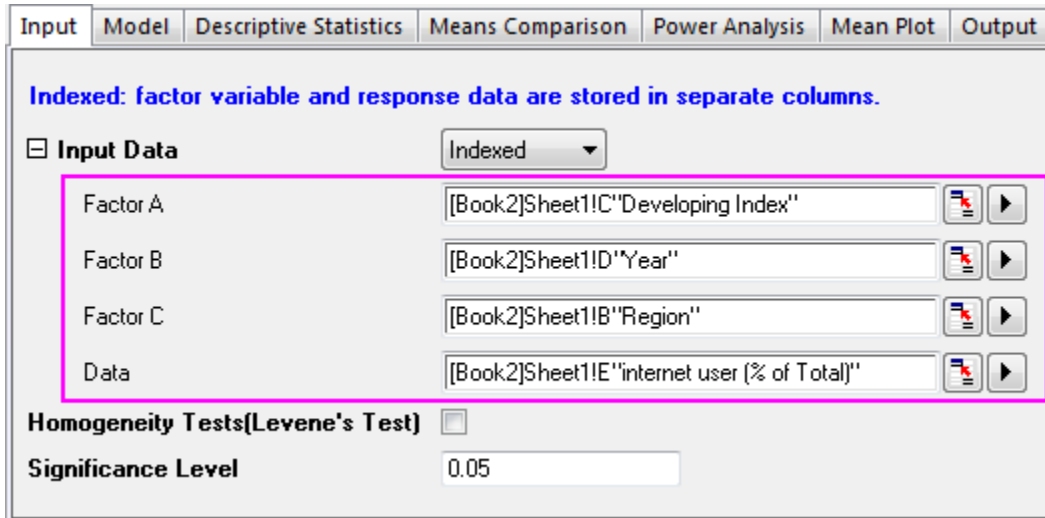 Input Model Descriptive Statistics Means Comparison Power Analysis Mean Plot Output
Indexed: factor variable and response data are stored in separate columns.
Input Data Indexed
Factor A [Book2]Sheet1!C"Developing Index"
Factor B [Book2]Sheet1!D"Year"
Factor C [Book2]Sheet1!B"Region"
Data [Book2]Sheet1!E"internet user (% of Total)"
Homogeneity Tests(Levene's Test)
Significance Level 0.05